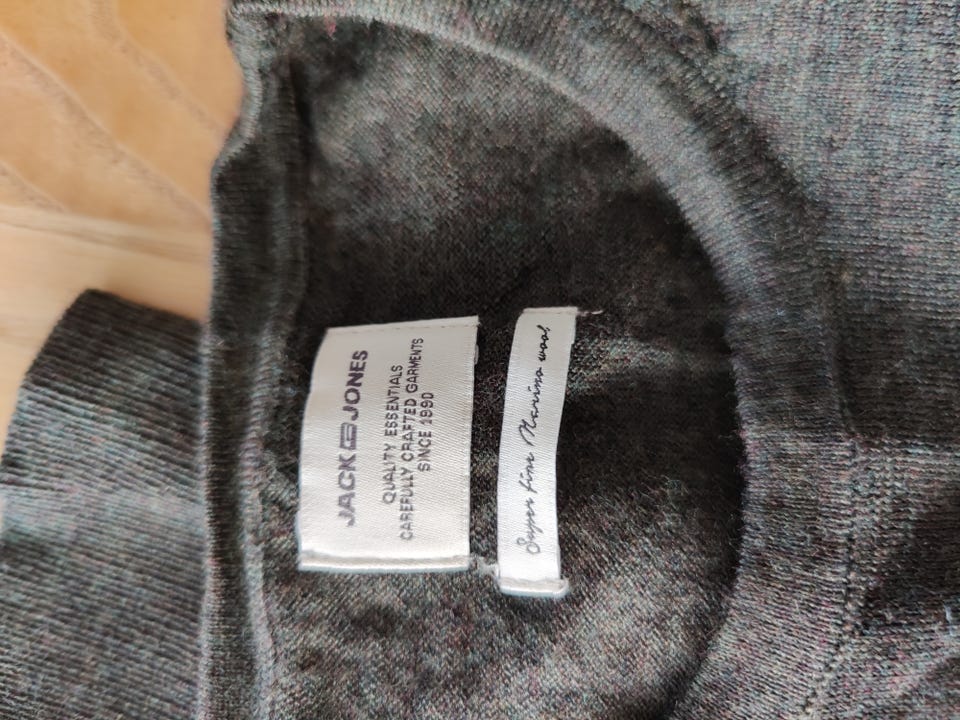 JACK & JONES
QUALITY ESSENTIALS
CAREFULLY CRAFTED GARMENTS
SINCE 1990
Super fine Merino wool